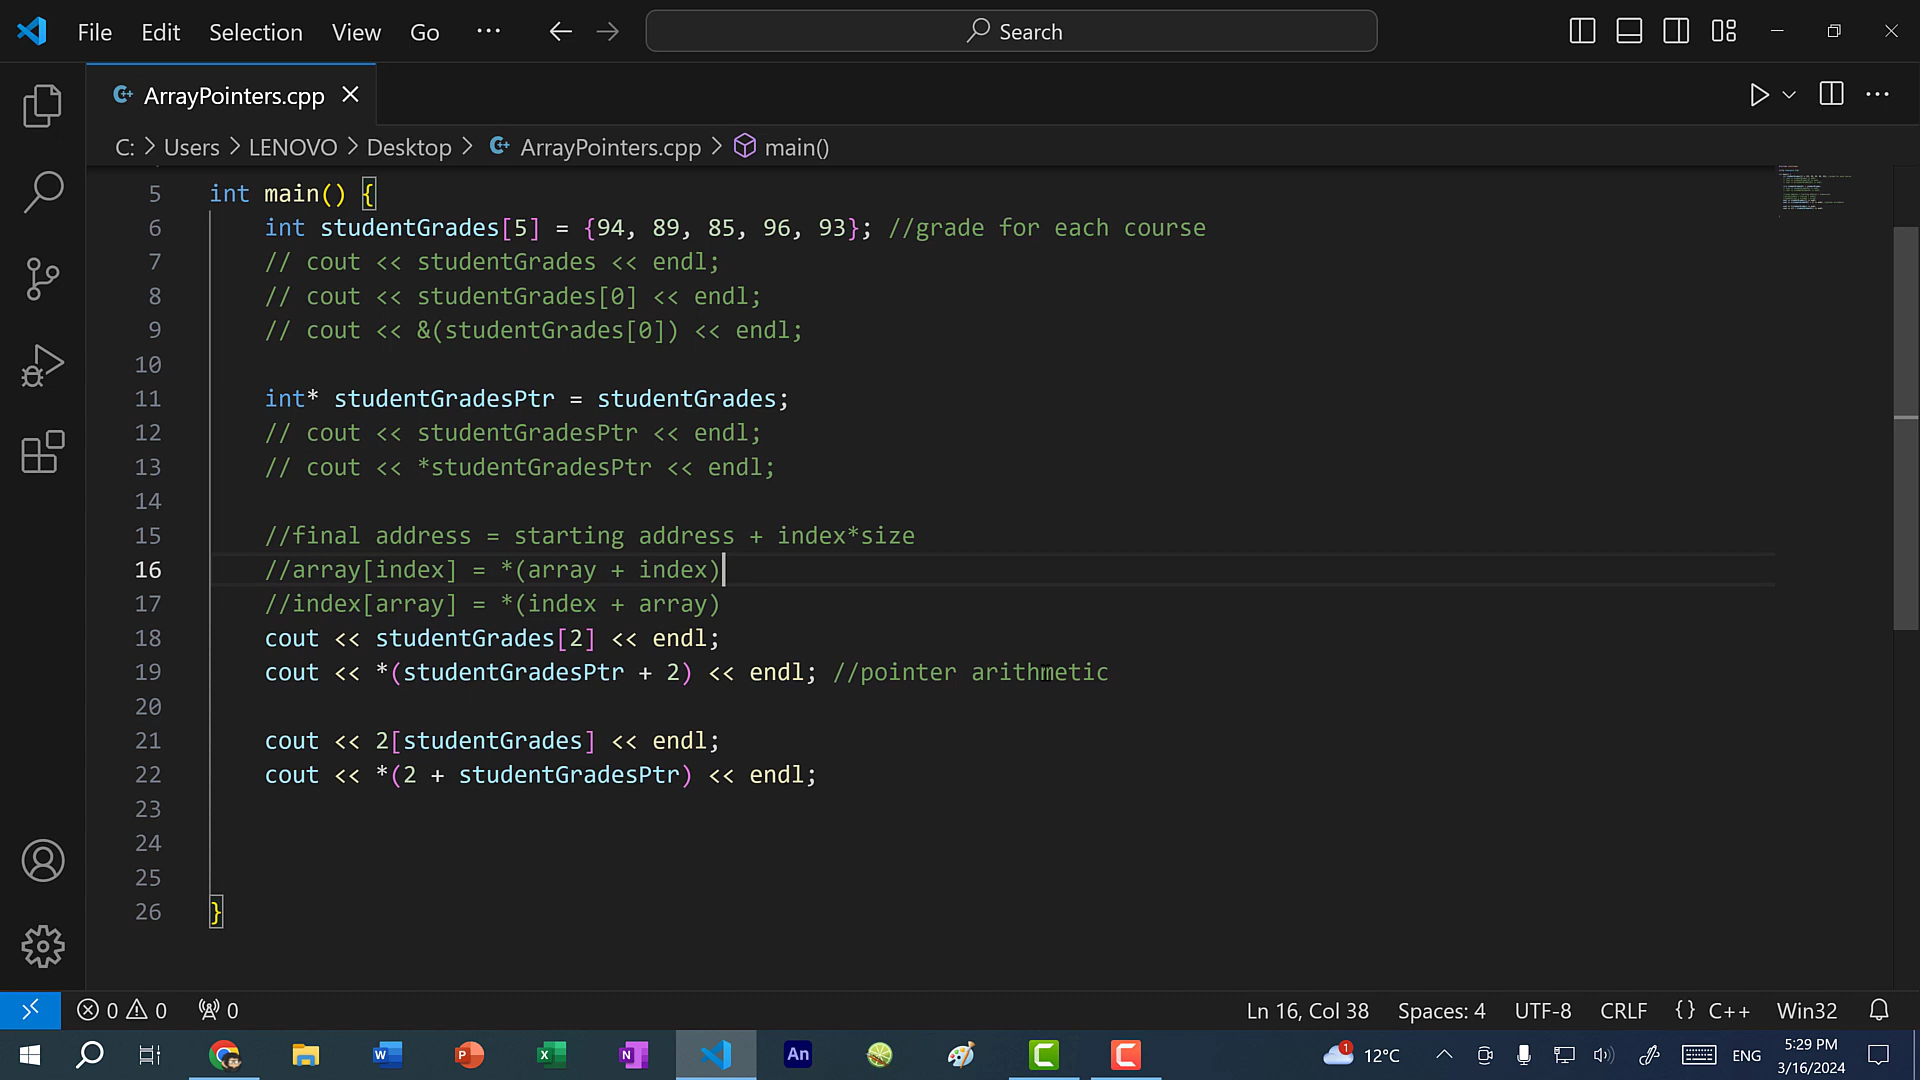 File Edit Selection View Go ··· Search
ArrayPointers.cpp
C: > Users > LENOVO > Desktop > ArrayPointers.cpp > main()
5 int main() {
6 int studentGrades[5] = {94, 89, 85, 96, 93}; //grade for each course
7 // cout << studentGrades << endl;
8 // cout << studentGrades[0] << endl;
9 // cout << &(studentGrades[0]) << endl;
10
11 int* studentGradesPtr = studentGrades;
12 // cout << studentGradesPtr << endl;
13 // cout << *studentGradesPtr << endl;
14
15 //final address = starting address + index*size
16 //array[index] = *(array + index)
17 //index[array] = *(index + array)
18 cout << studentGrades[2] << endl;
19 cout << *(studentGradesPtr + 2) << endl; //pointer arithmetic
20
21 cout << 2[studentGrades] << endl;
22 cout << *(2 + studentGradesPtr) << endl;
23
24
25
26 }
0 0 0 Ln 16, Col 38 Spaces: 4 UTF-8 CRLF {} C++ Win32
W P X N An C C 1 12°C ENG 5:29 PM
3/16/2024